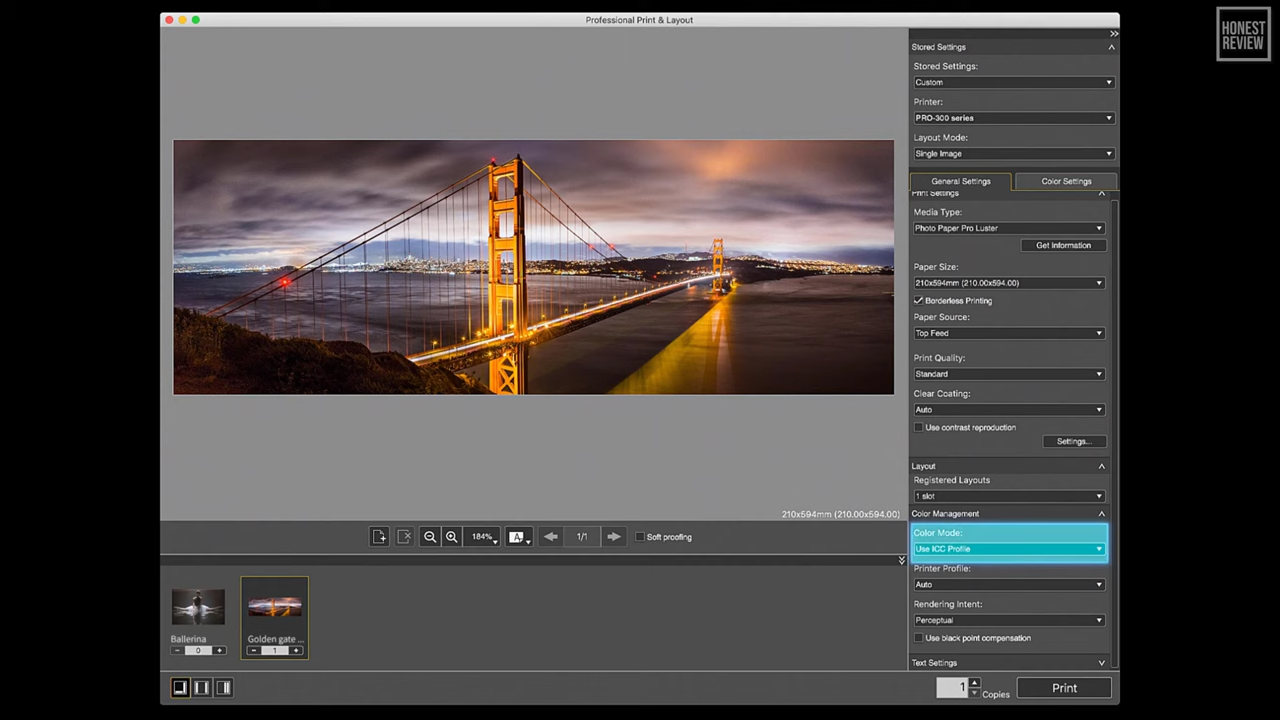 Professional Print & Layout
HONEST
REVIEW
Stored Settings
Stored Settings:
Custom
Printer:
PRO-300 series
Layout Mode:
Single Image
General Settings
Color Settings
Print Settings
Media Type:
Photo Paper Pro Luster
Get Information
Paper Size:
210x594mm (210.00x594.00)
Borderless Printing
Paper Source:
Top Feed
Print Quality:
Standard
Clear Coating:
Auto
Use contrast reproduction
Settings...
Layout
Registered Layouts
1 slot
Color Management
Color Mode:
Use ICC Profile
Printer Profile:
Auto
Rendering Intent:
Perceptual
Use black point compensation
Text Settings
210x594mm (210.00x594.00)
184%
A
1/1
Soft proofing
Ballerina
- 0 +
Golden gate ...
- 1 +
1
Copies
Print